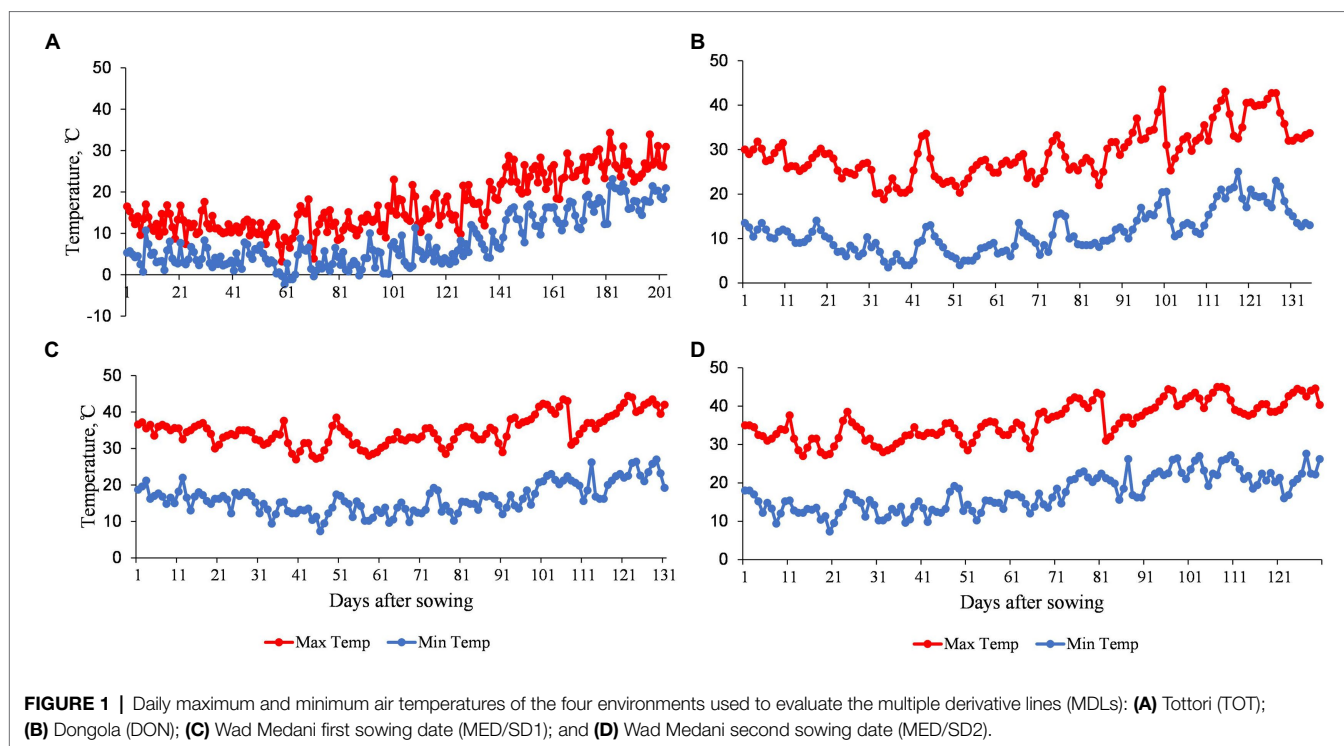 A
50
40
30
20
10
0
-10
Temperature, ℃
1 21 41 61 81 101 121 141 161 181 201
B
50
40
30
20
10
0
1 11 21 31 41 51 61 71 81 91 101 111 121 131
C
50
40
30
20
10
0
Temperature, ℃
1 11 21 31 41 51 61 71 81 91 101 111 121 131
Days after sowing
Max Temp Min Temp
D
50
40
30
20
10
0
1 11 21 31 41 51 61 71 81 91 101 111 121
Days after sowing
Max Temp Min Temp
FIGURE 1 | Daily maximum and minimum air temperatures of the four environments used to evaluate the multiple derivative lines (MDLs): (A) Tottori (TOT);
(B) Dongola (DON); (C) Wad Medani first sowing date (MED/SD1); and (D) Wad Medani second sowing date (MED/SD2).